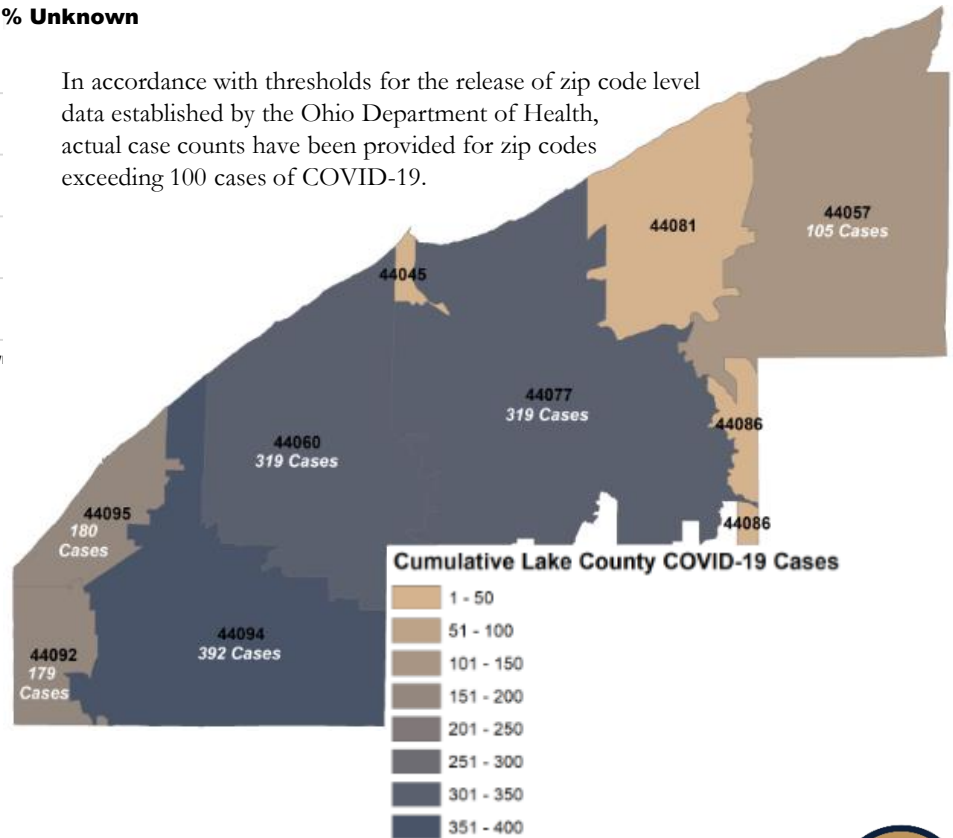 % Unknown
In accordance with thresholds for the release of zip code level
data established by the Ohio Department of Health,
actual case counts have been provided for zip codes
exceeding 100 cases of COVID-19.
44081
44057
105 Cases
44045
44077
319 Cases
44086
44060
319 Cases
44095
180
Cases
44086
44094
392 Cases
44092
179
Cases
Cumulative Lake County COVID-19 Cases
1 - 50
51 - 100
101 - 150
151 - 200
201 - 250
251 - 300
301 - 350
351 - 400